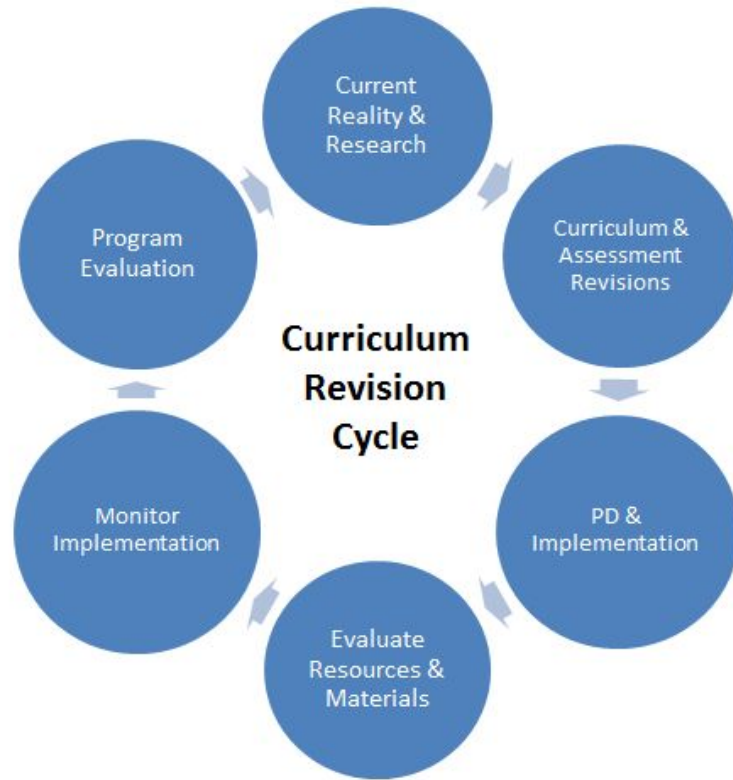 Current
Reality &
Research
Curriculum &
Assessment
Revisions
PD &
Implementation
Evaluate
Resources &
Materials
Monitor
Implementation
Program
Evaluation
Curriculum
Revision
Cycle